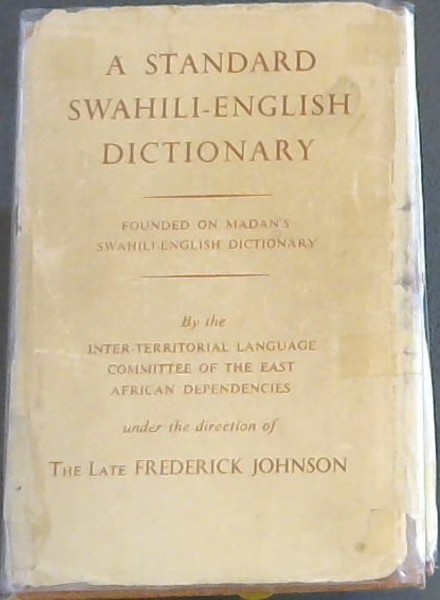 A STANDARD
SWAHILI-ENGLISH
DICTIONARY
FOUNDED ON MADAN'S
SWAHILI-ENGLISH DICTIONARY
By the
INTER-TERRITORIAL LANGUAGE
COMMITTEE OF THE EAST
AFRICAN DEPENDENCIES
under the direction of
THE LATE FREDERICK JOHNSON